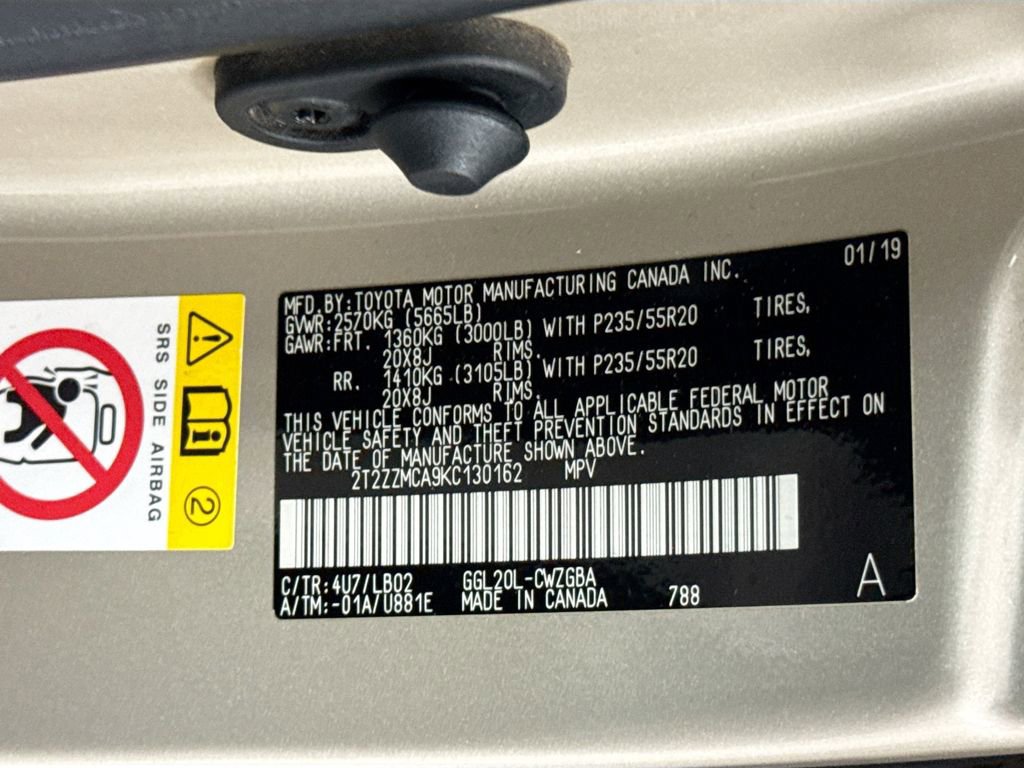 01/19
MFD. BY: TOYOTA MOTOR MANUFACTURING CANADA INC.
GVWR: 2570KG (5665LB)
GAWR: FRT. 1360KG (3000LB) WITH P235/55R20 TIRES,
20X8J RIMS.
RR. 1410KG (3105LB) WITH P235/55R20 TIRES,
20X8J RIMS.
THIS VEHICLE CONFORMS TO ALL APPLICABLE FEDERAL MOTOR
VEHICLE SAFETY AND THEFT PREVENTION STANDARDS IN EFFECT ON
THE DATE OF MANUFACTURE SHOWN ABOVE.
2T2ZZMCA9KC130162 MPV
C/TR: 4U7/LB02 GGL20L-CWZGBA
A/TM: -01A/U881E MADE IN CANADA 788
A
SRS SIDE AIRBAG
2